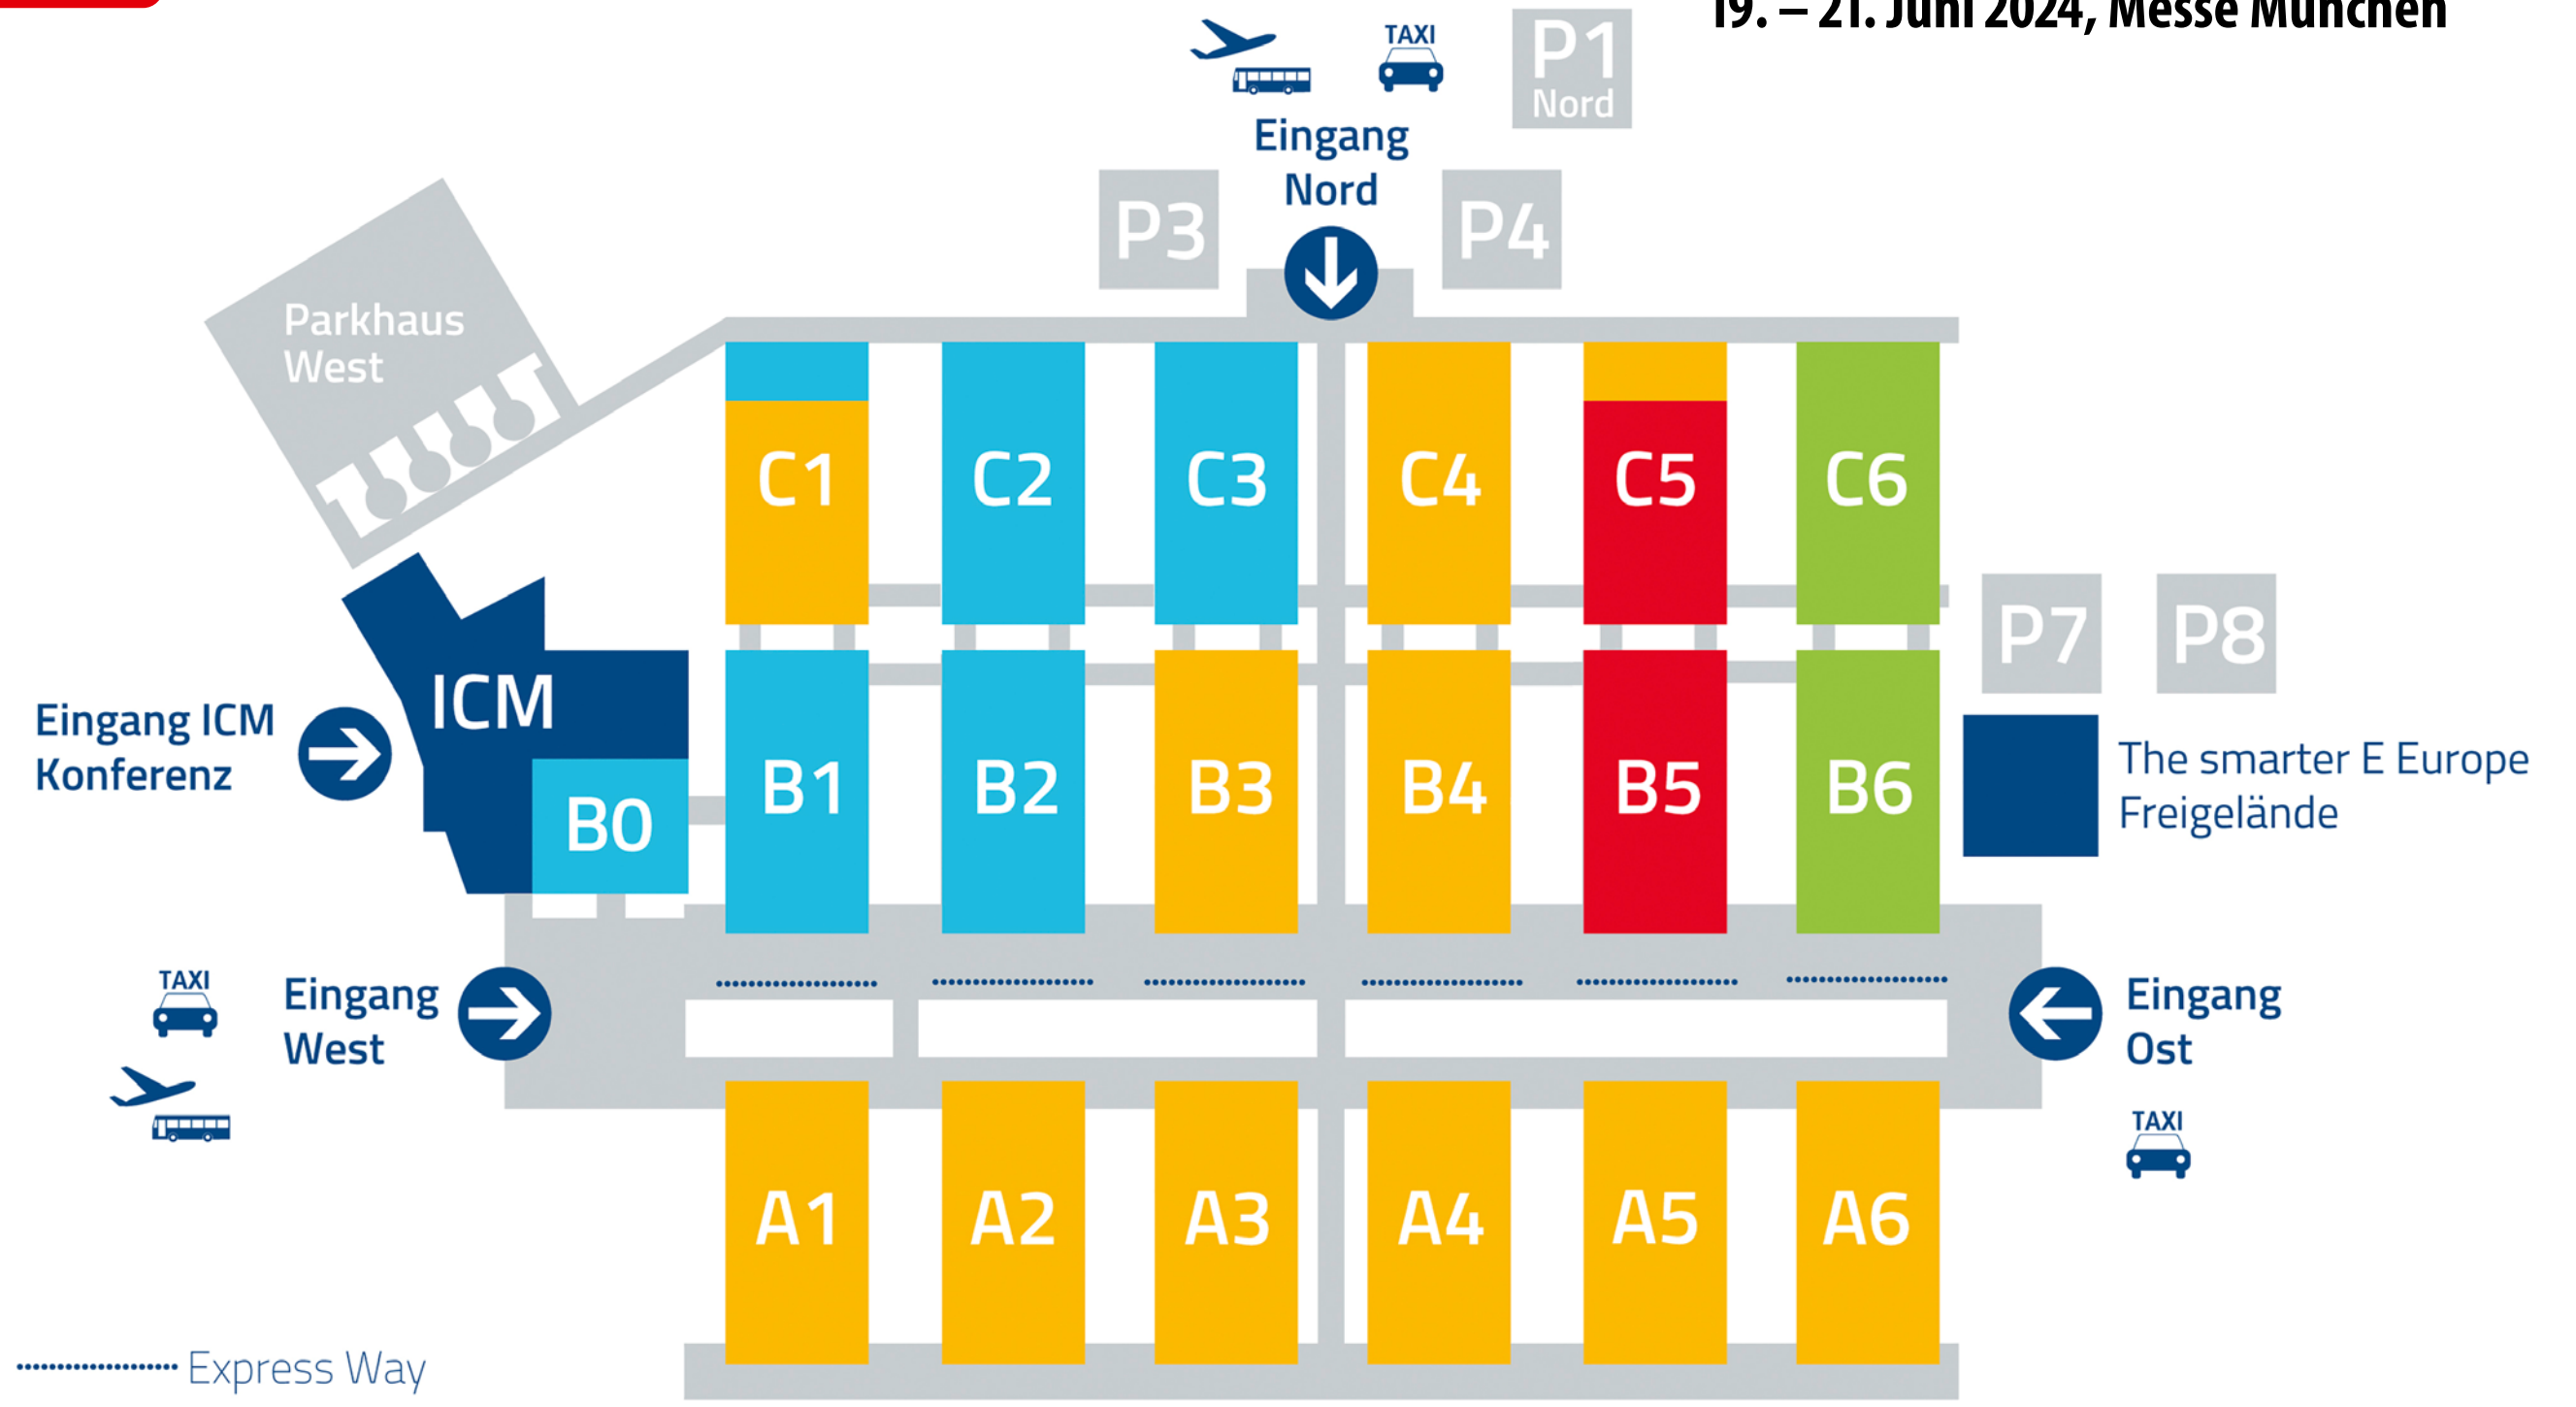 19. – 21. Juni 2024, Messe München
TAXI
P1
Nord
Eingang
Nord
P3
P4
Parkhaus
West
C1
C2
C3
C4
C5
C6
P7
P8
ICM
Eingang ICM
Konferenz
B0
B1
B2
B3
B4
B5
B6
The smarter E Europe
Freigelände
TAXI
Eingang
West
Eingang
Ost
TAXI
A1
A2
A3
A4
A5
A6
Express Way